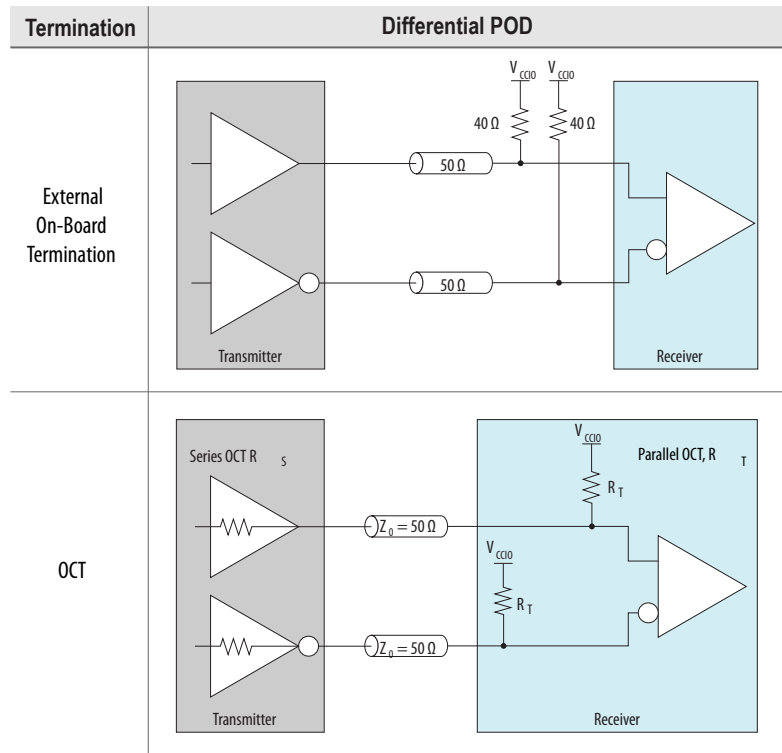 Termination
Differential POD
External
On-Board
Termination
V CCIO
V CCIO
40 Ω
40 Ω
50 Ω
50 Ω
Transmitter
Receiver
OCT
Series OCT R S
V CCIO
Parallel OCT, R T
R T
Z 0 = 50 Ω
V CCIO
R T
Z 0 = 50 Ω
Transmitter
Receiver